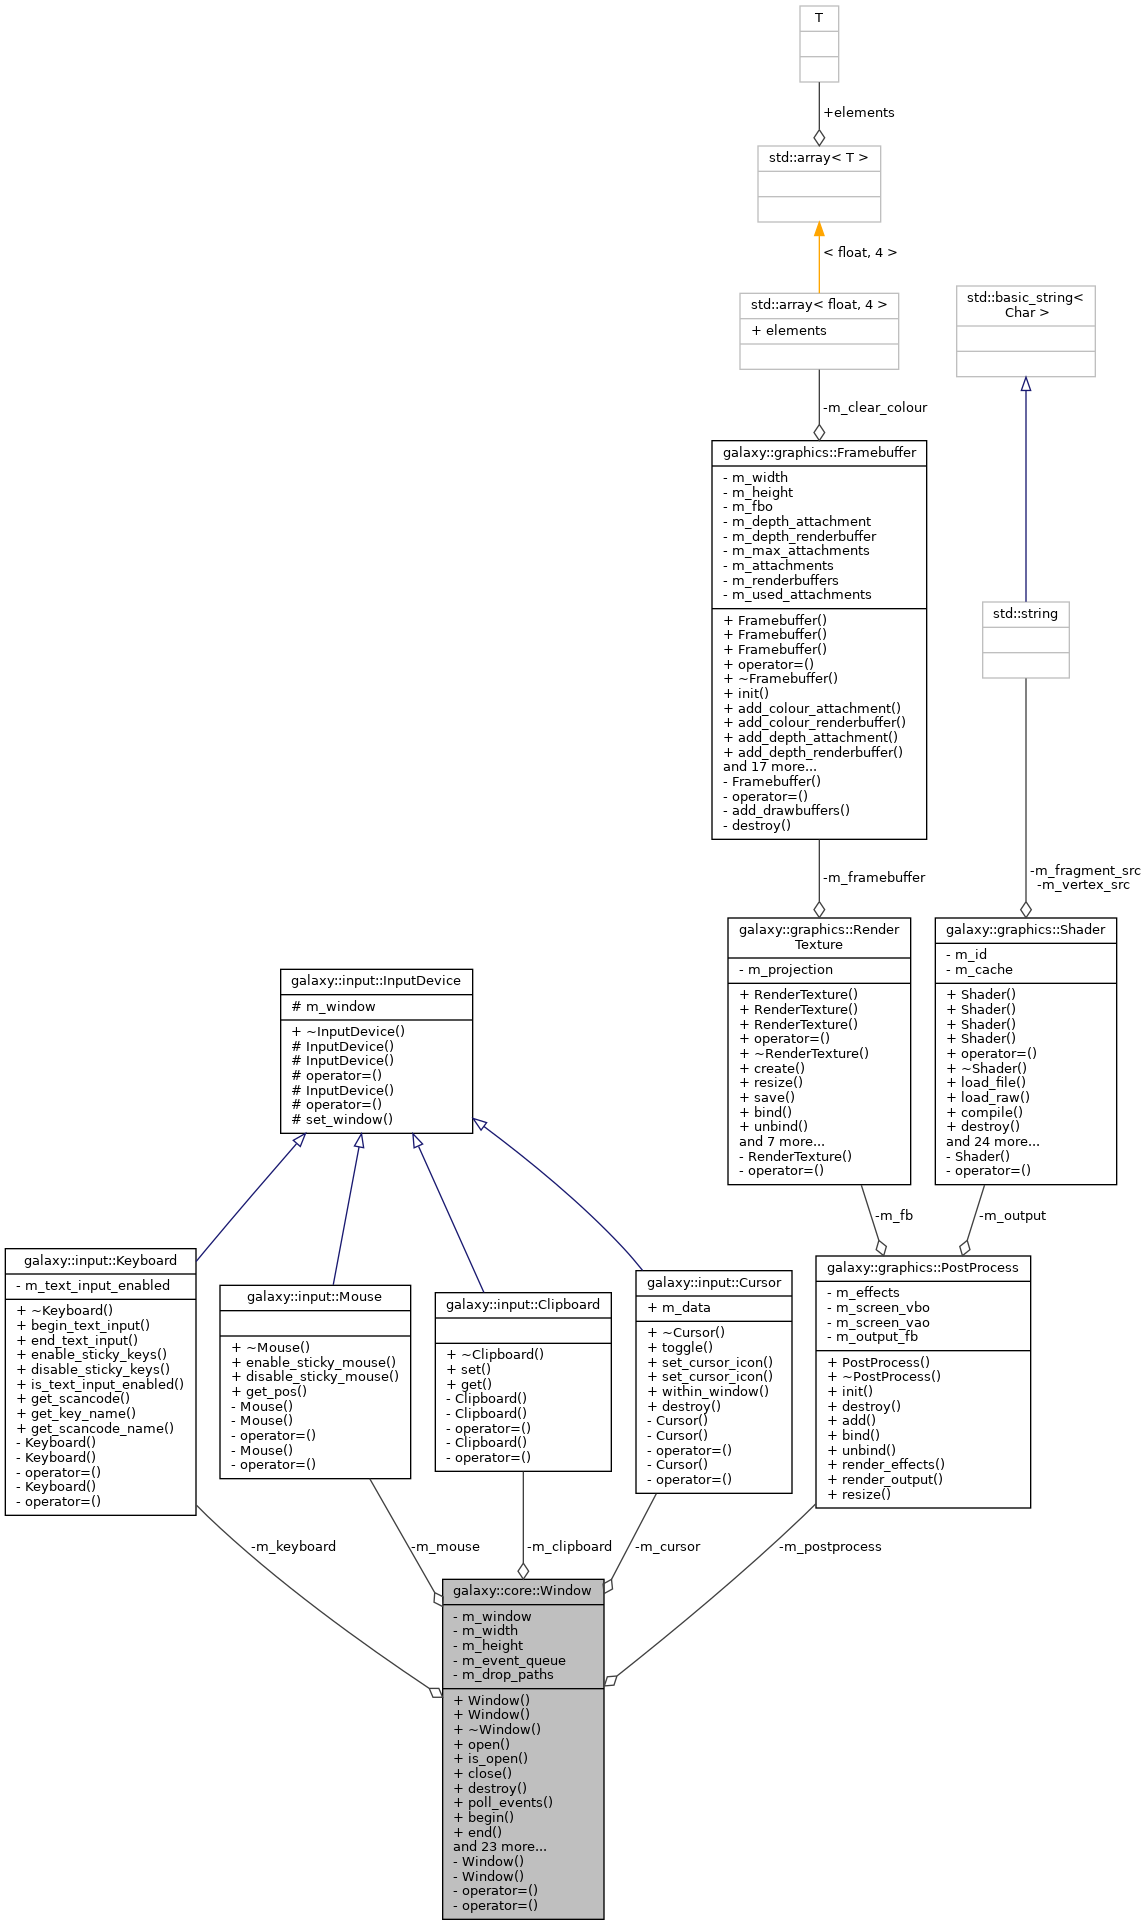 T
+elements
std::array< T >
< float, 4 >
std::array< float, 4 >
+ elements
std::basic_string<
Char >
-m_clear_colour
galaxy::graphics::Framebuffer
- m_width
- m_height
- m_fbo
- m_depth_attachment
- m_depth_renderbuffer
- m_max_attachments
- m_attachments
- m_renderbuffers
- m_used_attachments
+ Framebuffer()
+ Framebuffer()
+ Framebuffer()
+ operator=()
+ ~Framebuffer()
+ init()
+ add_colour_attachment()
+ add_colour_renderbuffer()
+ add_depth_attachment()
+ add_depth_renderbuffer()
and 17 more...
- Framebuffer()
- operator=()
- add_drawbuffers()
- destroy()
std::string
-m_framebuffer
-m_fragment_src
-m_vertex_src
galaxy::graphics::Render
Texture
- m_projection
+ RenderTexture()
+ RenderTexture()
+ RenderTexture()
+ operator=()
+ ~RenderTexture()
+ create()
+ resize()
+ save()
+ bind()
+ unbind()
and 7 more...
- RenderTexture()
- operator=()
galaxy::graphics::Shader
- m_id
- m_cache
+ Shader()
+ Shader()
+ Shader()
+ Shader()
+ operator=()
+ ~Shader()
+ load_file()
+ load_raw()
+ compile()
+ destroy()
and 24 more...
- Shader()
- operator=()
galaxy::input::InputDevice
# m_window
+ ~InputDevice()
# InputDevice()
# InputDevice()
# operator=()
# InputDevice()
# operator=()
# set_window()
-m_fb
-m_output
galaxy::input::Keyboard
- m_text_input_enabled
+ ~Keyboard()
+ begin_text_input()
+ end_text_input()
+ enable_sticky_keys()
+ disable_sticky_keys()
+ is_text_input_enabled()
+ get_scancode()
+ get_key_name()
+ get_scancode_name()
- Keyboard()
- Keyboard()
- operator=()
- Keyboard()
- operator=()
galaxy::input::Mouse
+ ~Mouse()
+ enable_sticky_mouse()
+ disable_sticky_mouse()
+ get_pos()
- Mouse()
- Mouse()
- operator=()
- Mouse()
- operator=()
galaxy::input::Clipboard
+ ~Clipboard()
+ set()
+ get()
- Clipboard()
- Clipboard()
- operator=()
- Clipboard()
- operator=()
galaxy::input::Cursor
+ m_data
+ ~Cursor()
+ toggle()
+ set_cursor_icon()
+ set_cursor_icon()
+ within_window()
+ destroy()
- Cursor()
- Cursor()
- operator=()
- Cursor()
- operator=()
galaxy::graphics::PostProcess
- m_effects
- m_screen_vbo
- m_screen_vao
- m_output_fb
+ PostProcess()
+ ~PostProcess()
+ init()
+ destroy()
+ add()
+ bind()
+ unbind()
+ render_effects()
+ render_output()
+ resize()
-m_keyboard
-m_mouse
-m_clipboard
-m_cursor
-m_postprocess
galaxy::core::Window
- m_window
- m_width
- m_height
- m_event_queue
- m_drop_paths
+ Window()
+ Window()
+ ~Window()
+ open()
+ is_open()
+ close()
+ destroy()
+ poll_events()
+ begin()
+ end()
and 23 more...
- Window()
- Window()
- operator=()
- operator=()